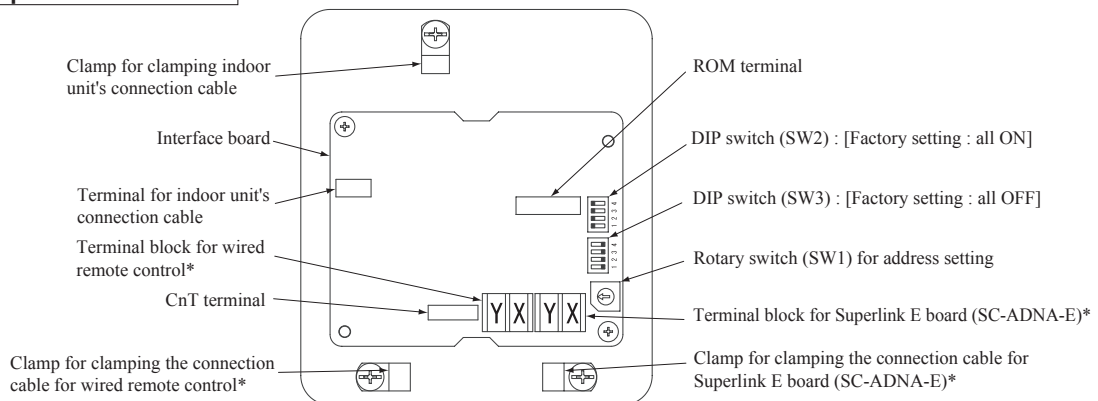 Clamp for clamping indoor
unit's connection cable
Interface board
Terminal for indoor unit's
connection cable
Terminal block for wired
remote control*
CnT terminal
Clamp for clamping the connection
cable for wired remote control*
ROM terminal
DIP switch (SW2) : [Factory setting : all ON]
DIP switch (SW3) : [Factory setting : all OFF]
Rotary switch (SW1) for address setting
Terminal block for Superlink E board (SC-ADNA-E)*
Clamp for clamping the connection cable for
Superlink E board (SC-ADNA-E)*
1 2 3 4
1 2 3 4
Y X Y X